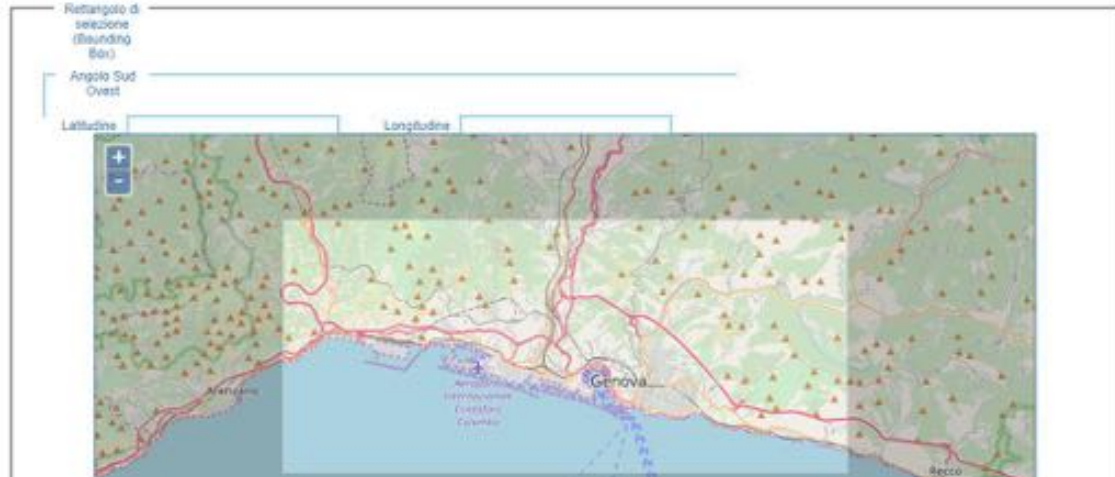 Rettangolo di
selezione
(Bounding
Box)
Angolo Sud
Ovest
Latitudine
Longitudine
+
−
Arenzano
Genova
Aeroporto
Internazionale
Cristoforo
Colombo
Recco